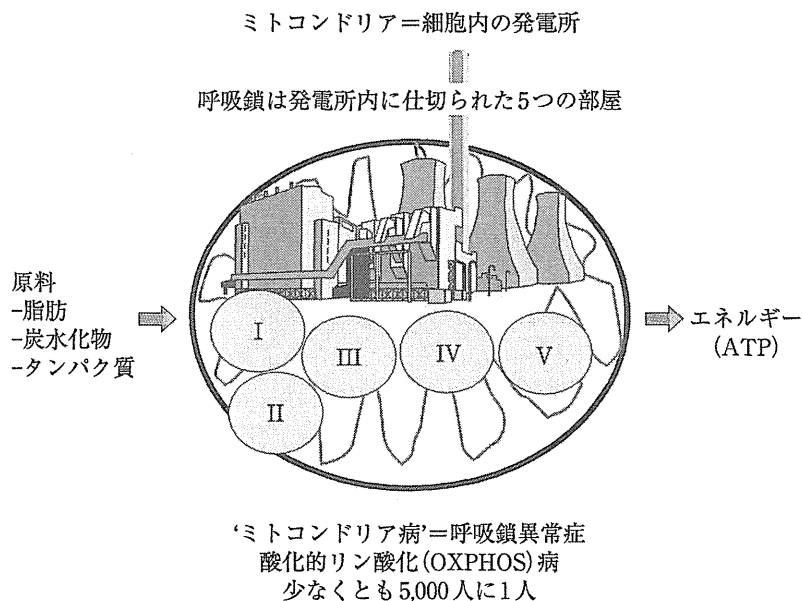 ミトコンドリア=細胞内の発電所
呼吸鎖は発電所内に仕切られた5つの部屋
原料
-脂肪
-炭水化物
-タンパク質
I
II
III
IV
V
エネルギー
(ATP)
‘ミトコンドリア病’=呼吸鎖異常症
酸化的リン酸化(OXPHOS)病
少なくとも5,000人に1人